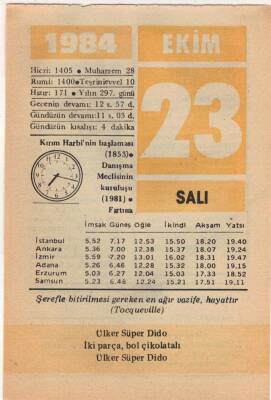 1984 EKİM
Hicri: 1405 ● Muharrem 28
Rumi: 1400●Teşrinievvel 10
Hızır: 171 ● Yılın 297. günü
Gecenin devamı: 12 s. 57 d.
Gündüzün devamı:11 s. 03 d.
Gündüzün kısalışı: 4 dakika
23
SALI
Kırım Harbi'nin başlaması
(1853)●
Danışma
Meclisinin
kuruluşu
(1981) ●
Fırtına
İmsak Güneş Öğle İkindi Akşam Yatsı
İstanbul 5.52 7.17 12.53 15.50 18.20 19.40
Ankara 5.36 7.00 12.38 15.37 18.07 19.24
İzmir 5.59 7.20 13.01 16.02 18.31 19.47
Adana 5.26 6.46 12.28 15.32 18.00 19.15
Erzurum 5.03 6.27 12.04 15.03 17.33 18.52
Samsun 5.23 6.46 12.24 15.21 17.51 19.11
Şerefle bitirilmesi gereken en ağır vazife, hayattır
(Tocqueville)
Ülker Süper Dido
İki parça, bol çikolatalı
Ülker Süper Dido